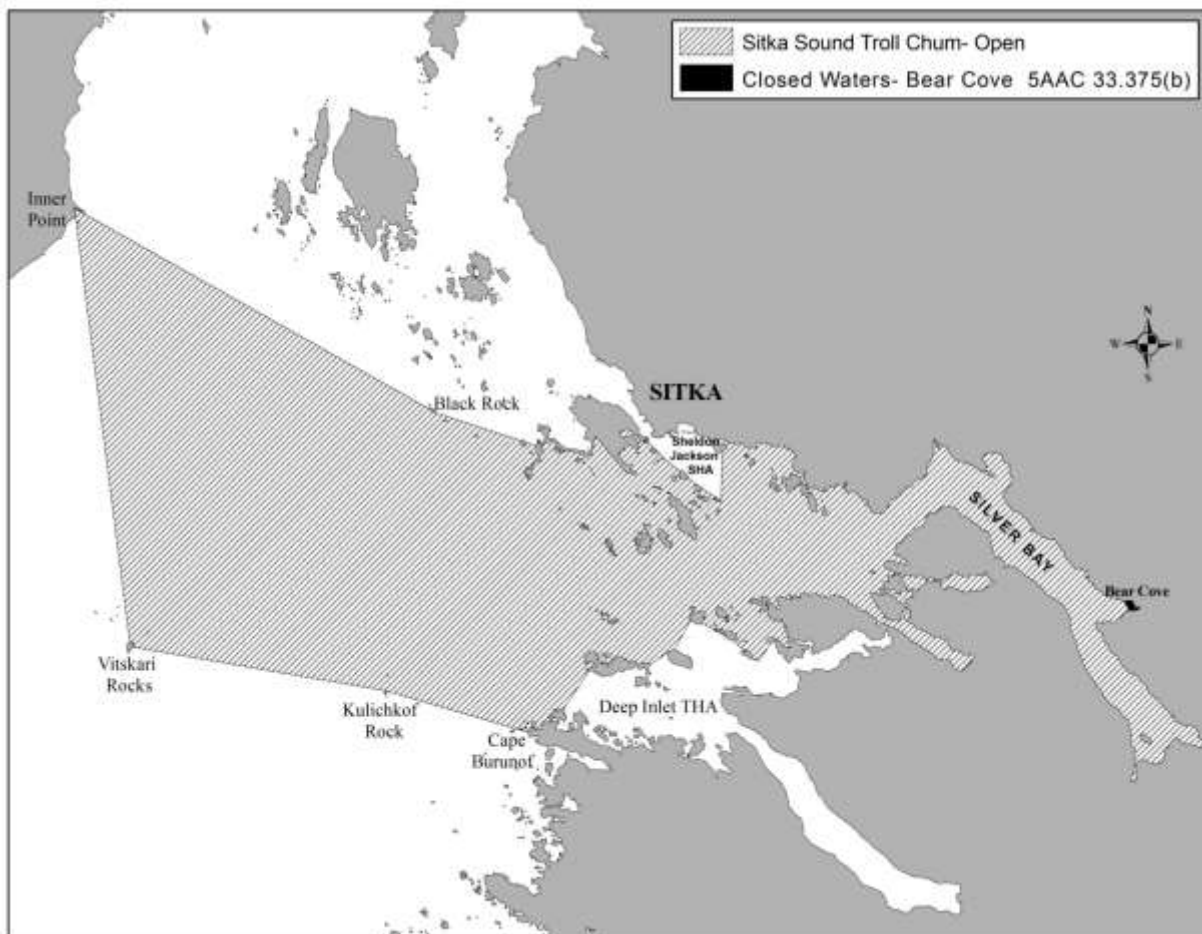 Sitka Sound Troll Chum- Open
Closed Waters- Bear Cove 5AAC 33.375(b)
Inner
Point
N
W
E
S
SITKA
Black Rock
Sheldon
Jackson
SHA
SILVER BAY
Bear Cove
Vitskari
Rocks
Kulichkof
Rock
Deep Inlet THA
Cape
Burunof